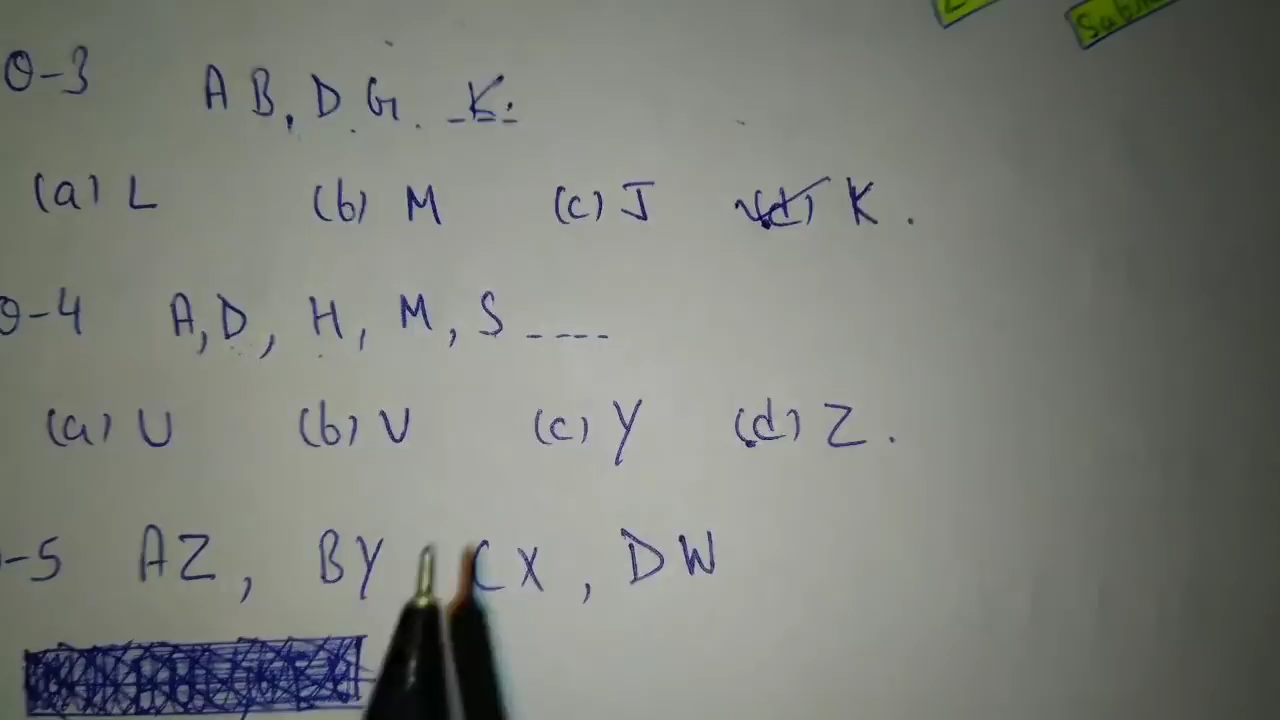 Q-3 A B, D. G. K.
(a) L (b) M (c) J (d) K.
Q-4 A, D, H, M, S ----
(a) U (b) V (c) Y (d) Z.
-5 AZ, BY CX, DW